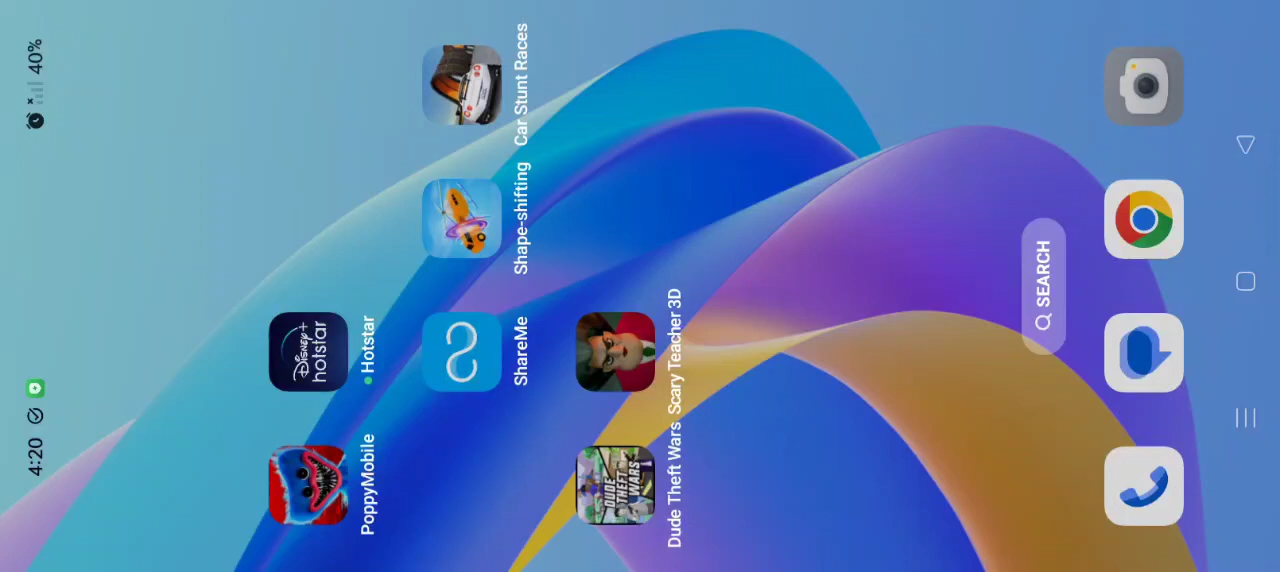 4:20
40%
Disney+
hotstar
PoppyMobile
Hotstar
ShareMe
Shape-shifting
Car Stunt Races
DUDE
THEFT
WARS
Dude Theft Wars
Scary Teacher 3D
SEARCH